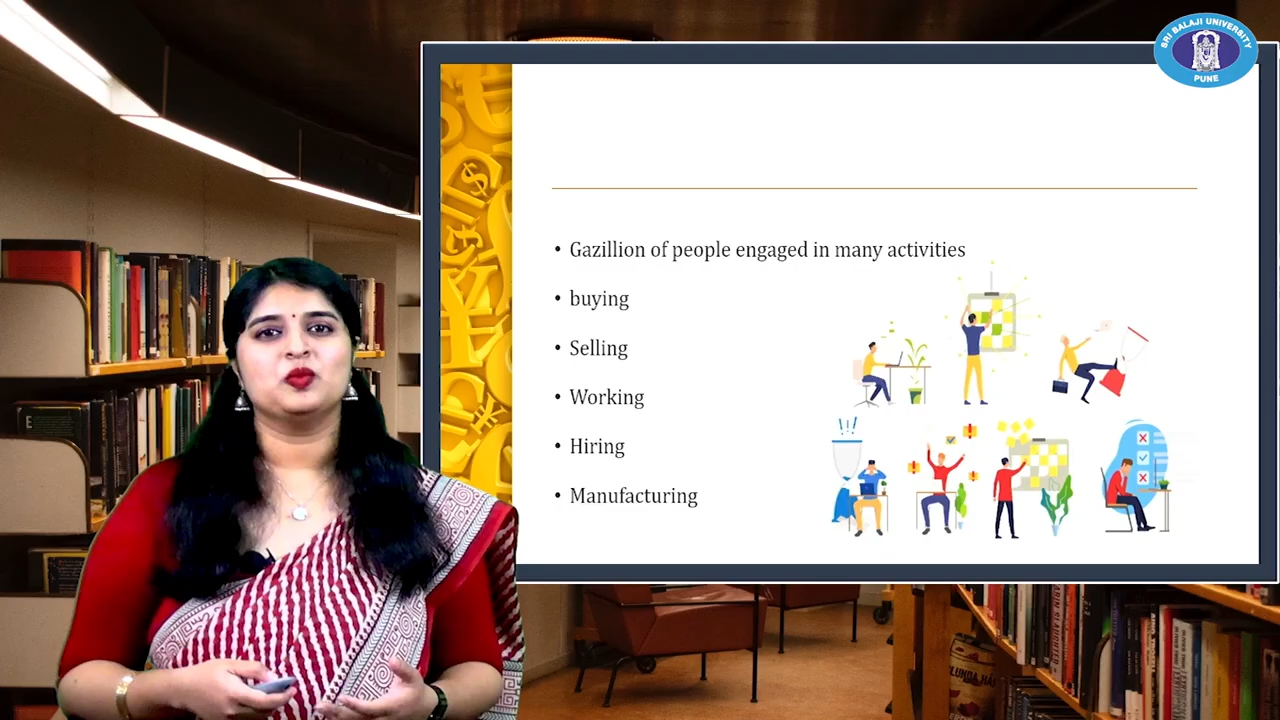 SRI BALAJI UNIVERSITY
PUNE
• Gazillion of people engaged in many activities
• buying
• Selling
• Working
• Hiring
• Manufacturing